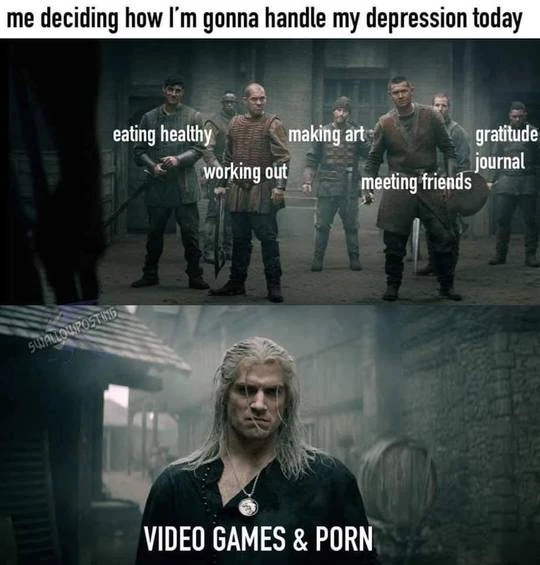 me deciding how I'm gonna handle my depression today
eating healthy
making art
gratitude
journal
working out
meeting friends
SWALLOWPOSTING
VIDEO GAMES & PORN